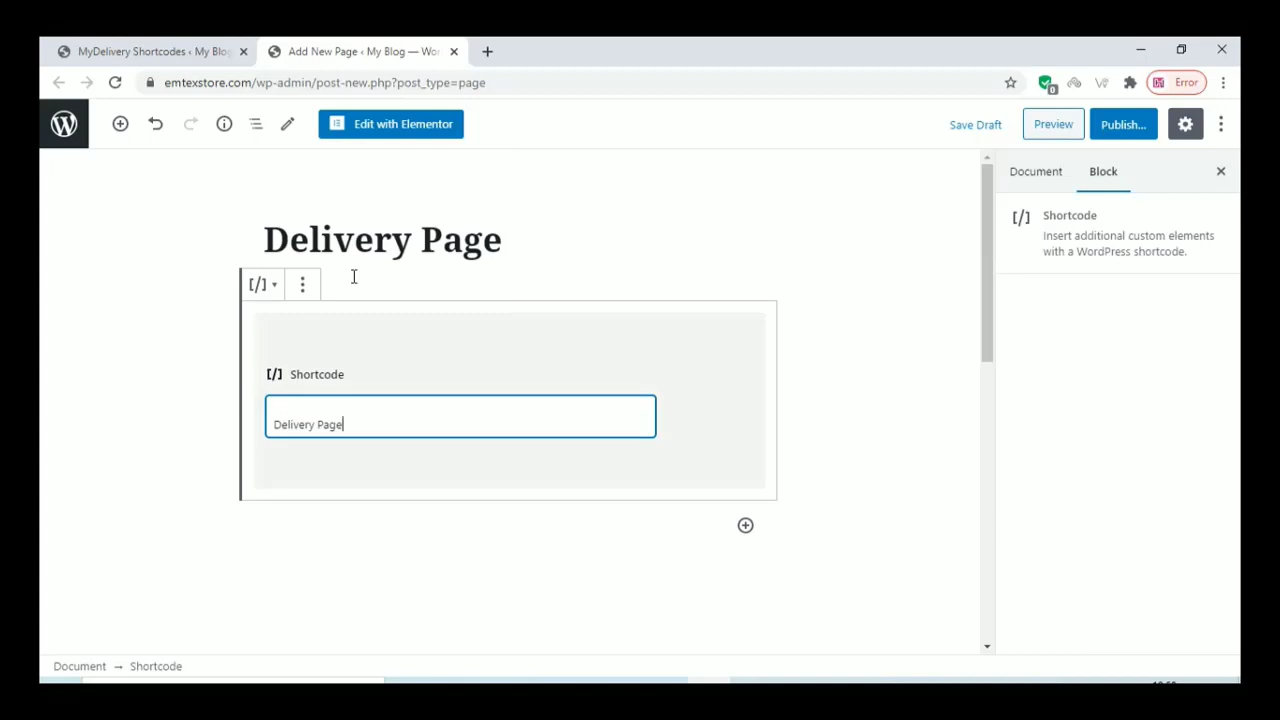 MyDelivery Shortcodes ‹ My Blog
Add New Page ‹ My Blog — Wor
emtexstore.com/wp-admin/post-new.php?post_type=page
0
Error
Edit with Elementor
Save Draft
Preview
Publish...
Document
Block
Delivery Page
[/]
Shortcode
Insert additional custom elements
with a WordPress shortcode.
[/]
[/] Shortcode
Delivery Page
Document → Shortcode